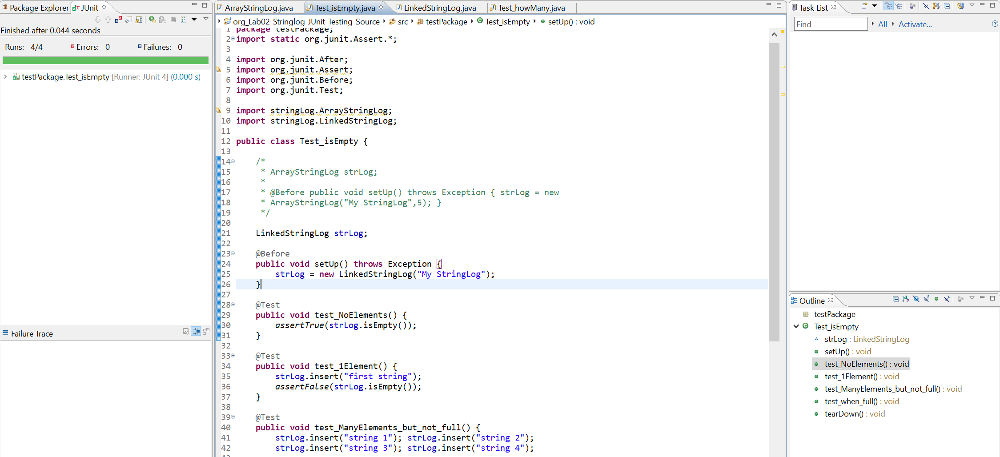 Package Explorer
JUnit
Finished after 0.044 seconds
Runs: 4/4
Errors: 0
Failures: 0
testPackage.Test_isEmpty [Runner: JUnit 4] (0.000 s)
Failure Trace
ArrayStringLog.java
Test_isEmpty.java
LinkedStringLog.java
Test_howMany.java
org_Lab02-Stringlog-JUnit-Testing-Source
src
testPackage
Test_isEmpty
setUp() : void
1 package testPackage;
2 import static org.junit.Assert.*;
3
4 import org.junit.After;
5 import org.junit.Assert;
6 import org.junit.Before;
7 import org.junit.Test;
8
9 import stringLog.ArrayStringLog;
10 import stringLog.LinkedStringLog;
11
12 public class Test_isEmpty {
13
14 /*
15 * ArrayStringLog strLog;
16 *
17 * @Before public void setUp() throws Exception { strLog = new
18 * ArrayStringLog("My StringLog",5); }
19 */
20
21 LinkedStringLog strLog;
22
23 @Before
24 public void setUp() throws Exception {
25 strLog = new LinkedStringLog("My StringLog");
26 }
27
28 @Test
29 public void test_NoElements() {
30 assertTrue(strLog.isEmpty());
31 }
32
33 @Test
34 public void test_1Element() {
35 strLog.insert("first string");
36 assertFalse(strLog.isEmpty());
37 }
38
39 @Test
40 public void test_ManyElements_but_not_full() {
41 strLog.insert("string 1"); strLog.insert("string 2");
42 strLog.insert("string 3"); strLog.insert("string 4");
Task List
Find
All
Activate...
Outline
testPackage
Test_isEmpty
strLog : LinkedStringLog
setUp() : void
test_NoElements() : void
test_1Element() : void
test_ManyElements_but_not_full() : void
test_when_full() : void
tearDown() : void